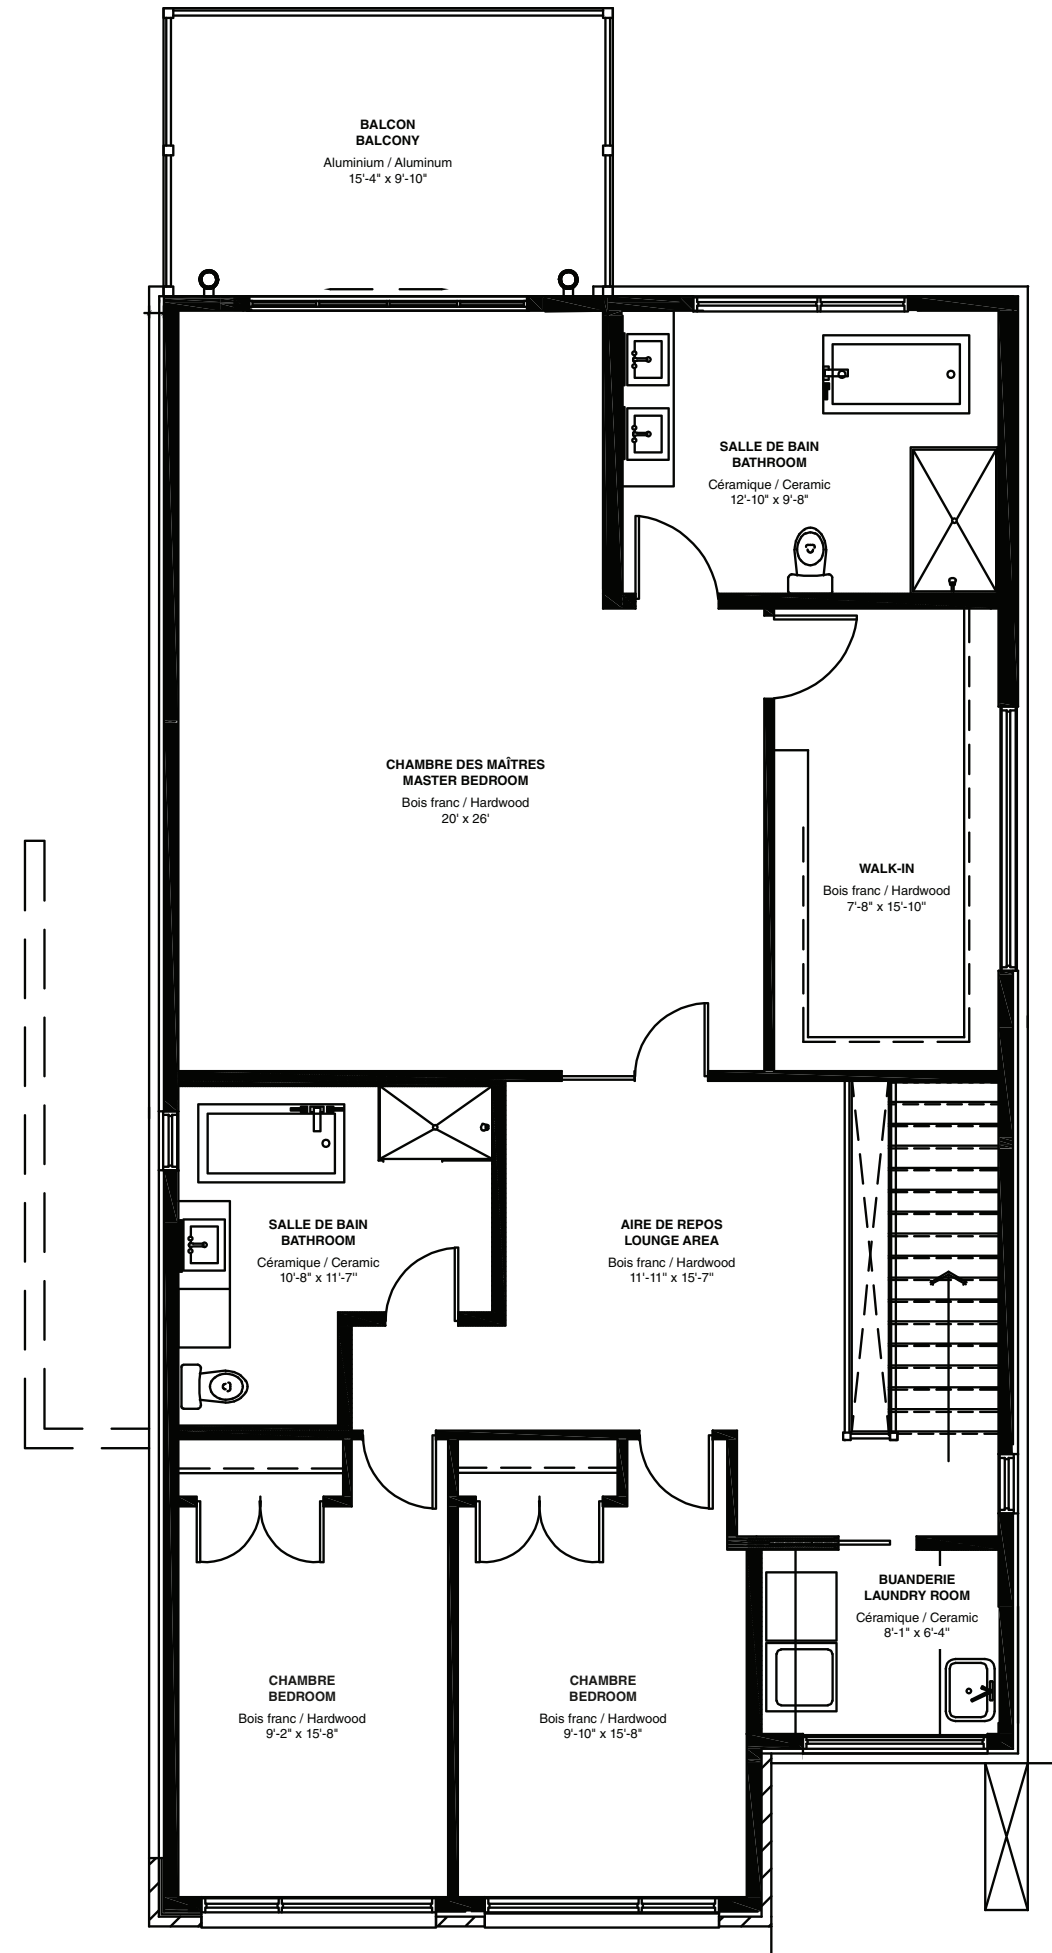 BALCON
BALCONY
Aluminium / Aluminum
15'-4" x 9'-10"
SALLE DE BAIN
BATHROOM
Céramique / Ceramic
12'-10" x 9'-8"
CHAMBRE DES MAÎTRES
MASTER BEDROOM
Bois franc / Hardwood
20' x 26'
WALK-IN
Bois franc / Hardwood
7'-8" x 15'-10"
SALLE DE BAIN
BATHROOM
Céramique / Ceramic
10'-8" x 11'-7"
AIRE DE REPOS
LOUNGE AREA
Bois franc / Hardwood
11'-11" x 15'-7"
BUANDERIE
LAUNDRY ROOM
Céramique / Ceramic
8'-1" x 6'-4"
CHAMBRE
BEDROOM
Bois franc / Hardwood
9'-2" x 15'-8"
CHAMBRE
BEDROOM
Bois franc / Hardwood
9'-10" x 15'-8"